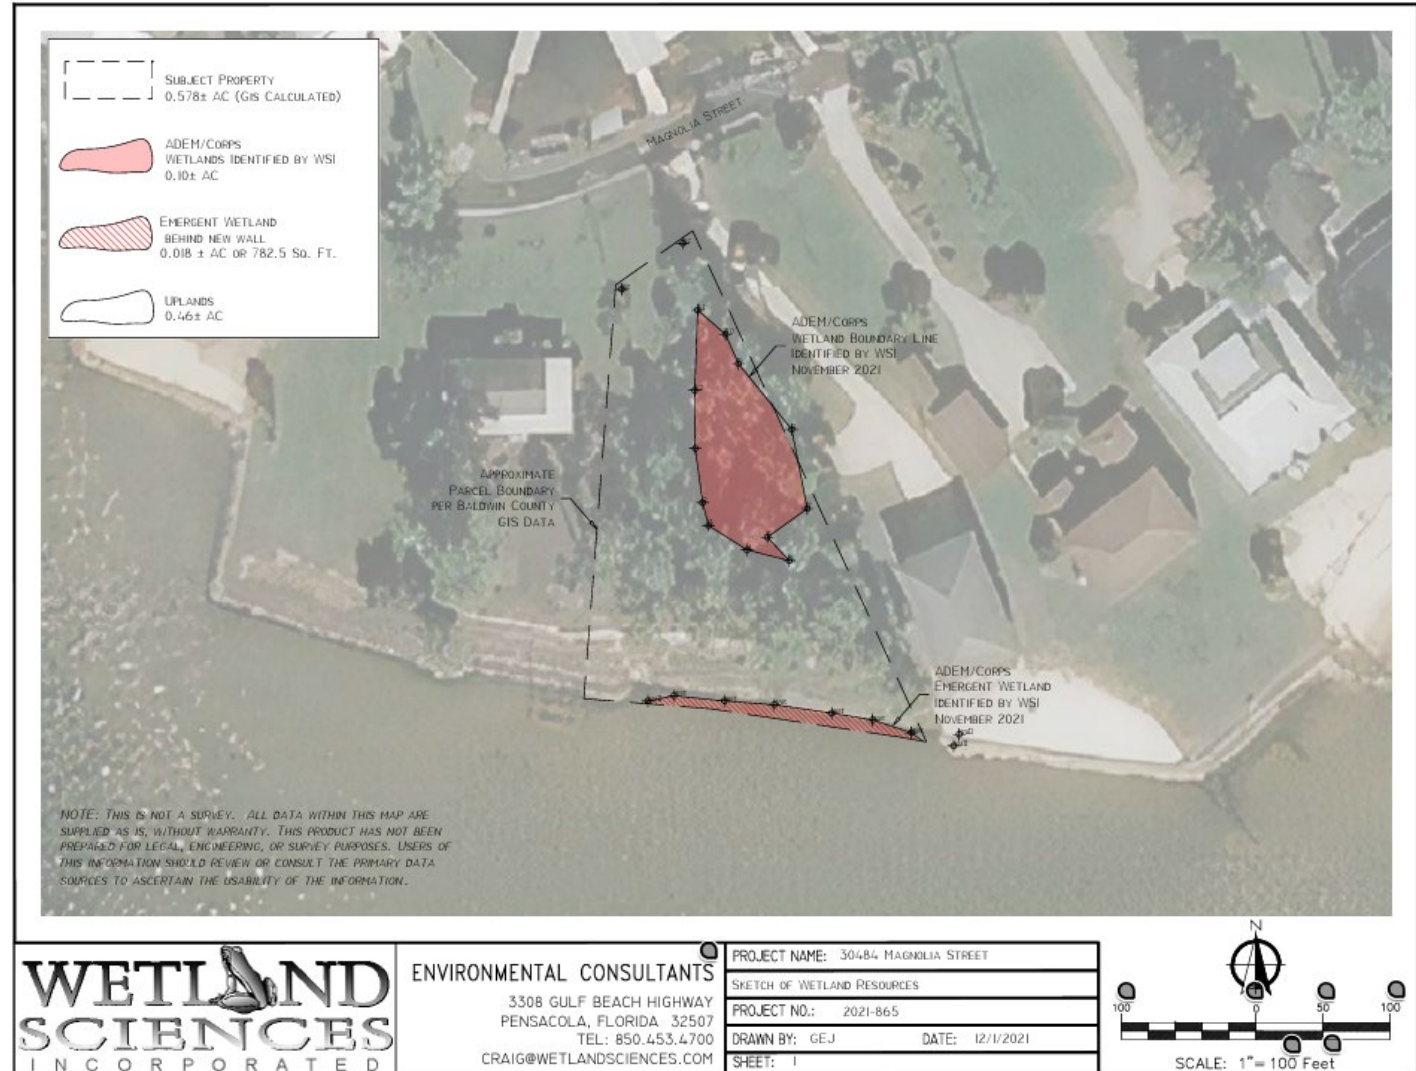 SUBJECT PROPERTY
0.578± AC (GIS CALCULATED)
ADEM/CORPS
WETLANDS IDENTIFIED BY WSI
0.10± AC
EMERGENT WETLAND
BEHIND NEW WALL
0.018 ± AC OR 782.5 SQ. FT.
UPLANDS
0.46± AC
MAGNOLIA STREET
ADEM/CORPS
WETLAND BOUNDARY LINE
IDENTIFIED BY WSI
NOVEMBER 2021
APPROXIMATE
PARCEL BOUNDARY
PER BALDWIN COUNTY
GIS DATA
ADEM/CORPS
EMERGENT WETLAND
IDENTIFIED BY WSI
NOVEMBER 2021
NOTE: THIS IS NOT A SURVEY. ALL DATA WITHIN THIS MAP ARE
SUPPLIED AS IS, WITHOUT WARRANTY. THIS PRODUCT HAS NOT BEEN
PREPARED FOR LEGAL, ENGINEERING, OR SURVEY PURPOSES. USERS OF
THIS INFORMATION SHOULD REVIEW OR CONSULT THE PRIMARY DATA
SOURCES TO ASCERTAIN THE USABILITY OF THE INFORMATION.
WETLAND
SCIENCES
INCORPORATED
ENVIRONMENTAL CONSULTANTS
3308 GULF BEACH HIGHWAY
PENSACOLA, FLORIDA 32507
TEL: 850.453.4700
CRAIG@WETLANDSCIENCES.COM
PROJECT NAME: 30484 MAGNOLIA STREET
SKETCH OF WETLAND RESOURCES
PROJECT NO.: 2021-865
DRAWN BY: GEJ DATE: 12/1/2021
SHEET: 1
N
100 0 50 100
SCALE: 1"= 100 Feet